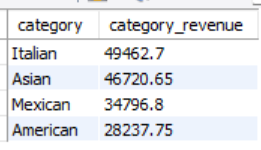 category category_revenue
Italian 49462.7
Asian 46720.65
Mexican 34796.8
American 28237.75